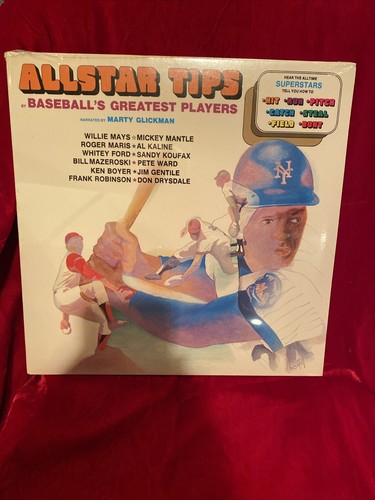 ALLSTAR TIPS
BY BASEBALL'S GREATEST PLAYERS
NARRATED BY MARTY GLICKMAN
WILLIE MAYS☆MICKEY MANTLE
ROGER MARIS☆AL KALINE
WHITEY FORD☆SANDY KOUFAX
BILL MAZEROSKI☆PETE WARD
KEN BOYER☆JIM GENTILE
FRANK ROBINSON☆DON DRYSDALE
HEAR THE ALLTIME
SUPERSTARS
TELL YOU HOW TO
•HIT •RUN •PITCH
•CATCH •STEAL
•FIELD •BUNT
NY